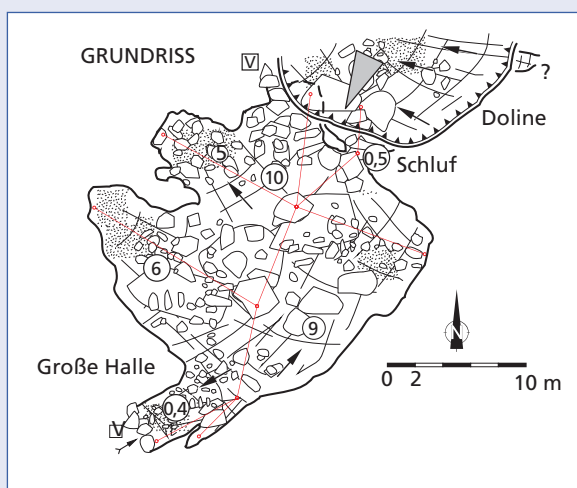 GRUNDRISS
V
?
Doline
5
0,5 Schluf
10
6
9
N
Große Halle
0 2 10 m
0,4
V